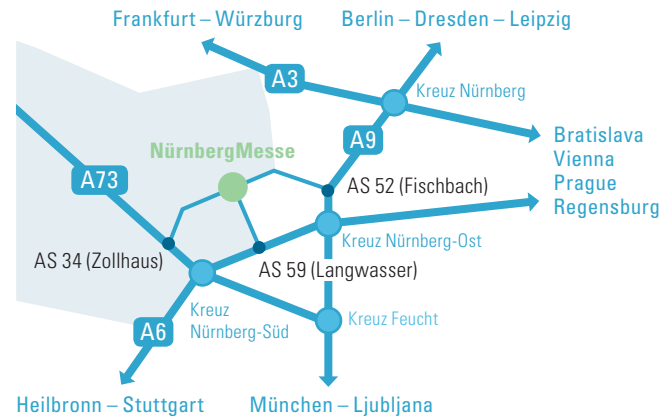 Frankfurt – Würzburg
Berlin – Dresden – Leipzig
A3
Kreuz Nürnberg
A9
Bratislava
Vienna
Prague
Regensburg
NürnbergMesse
A73
AS 52 (Fischbach)
Kreuz Nürnberg-Ost
AS 34 (Zollhaus)
AS 59 (Langwasser)
Kreuz
Nürnberg-Süd
Kreuz Feucht
A6
Heilbronn – Stuttgart
München – Ljubljana